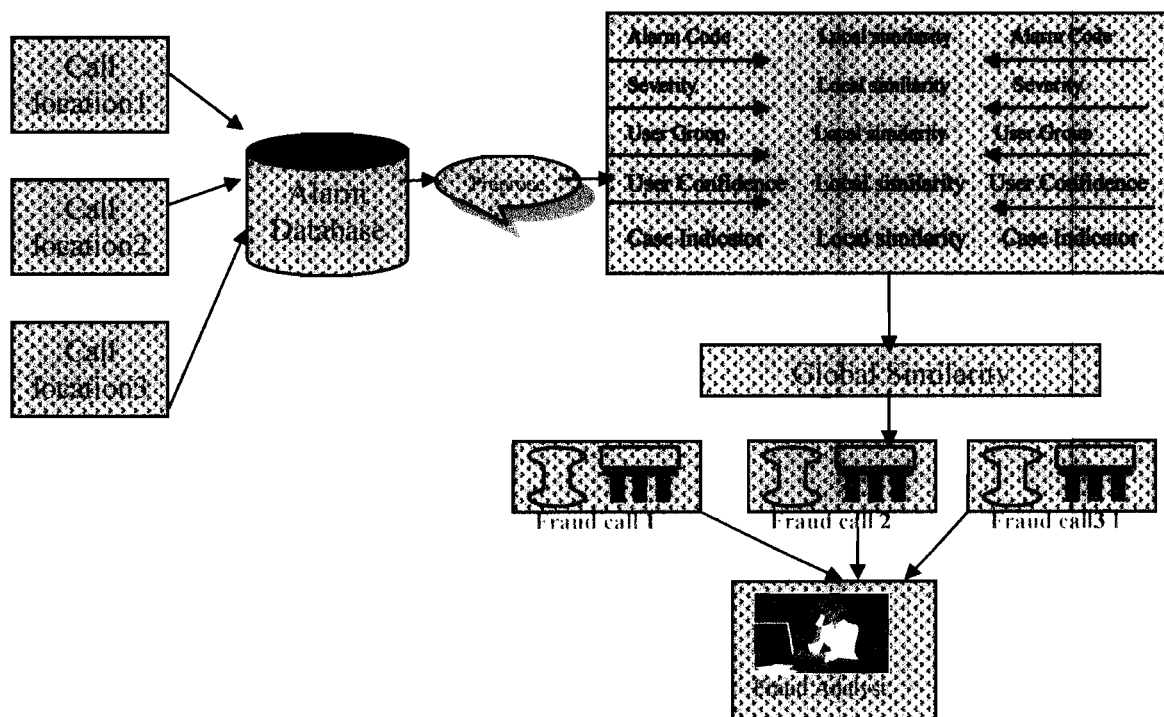 Call
location1
Call
location2
Call
location3
Alarm
Database
Alarm Code Local similarity Alarm Code
Severity Local similarity Severity
User Group Local similarity User Group
User Confidence Local similarity User Confidence
Case Indicator Local similarity Case Indicator
Global Similarity
Fraud call 1
Fraud call 2
Fraud call3
Fraud Analyst